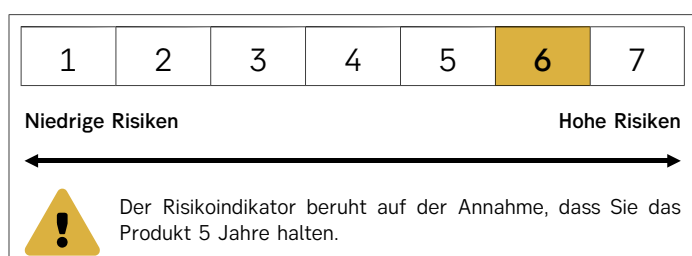 1 2 3 4 5 6 7
Niedrige Risiken Hohe Risiken
Der Risikoindikator beruht auf der Annahme, dass Sie das
Produkt 5 Jahre halten.